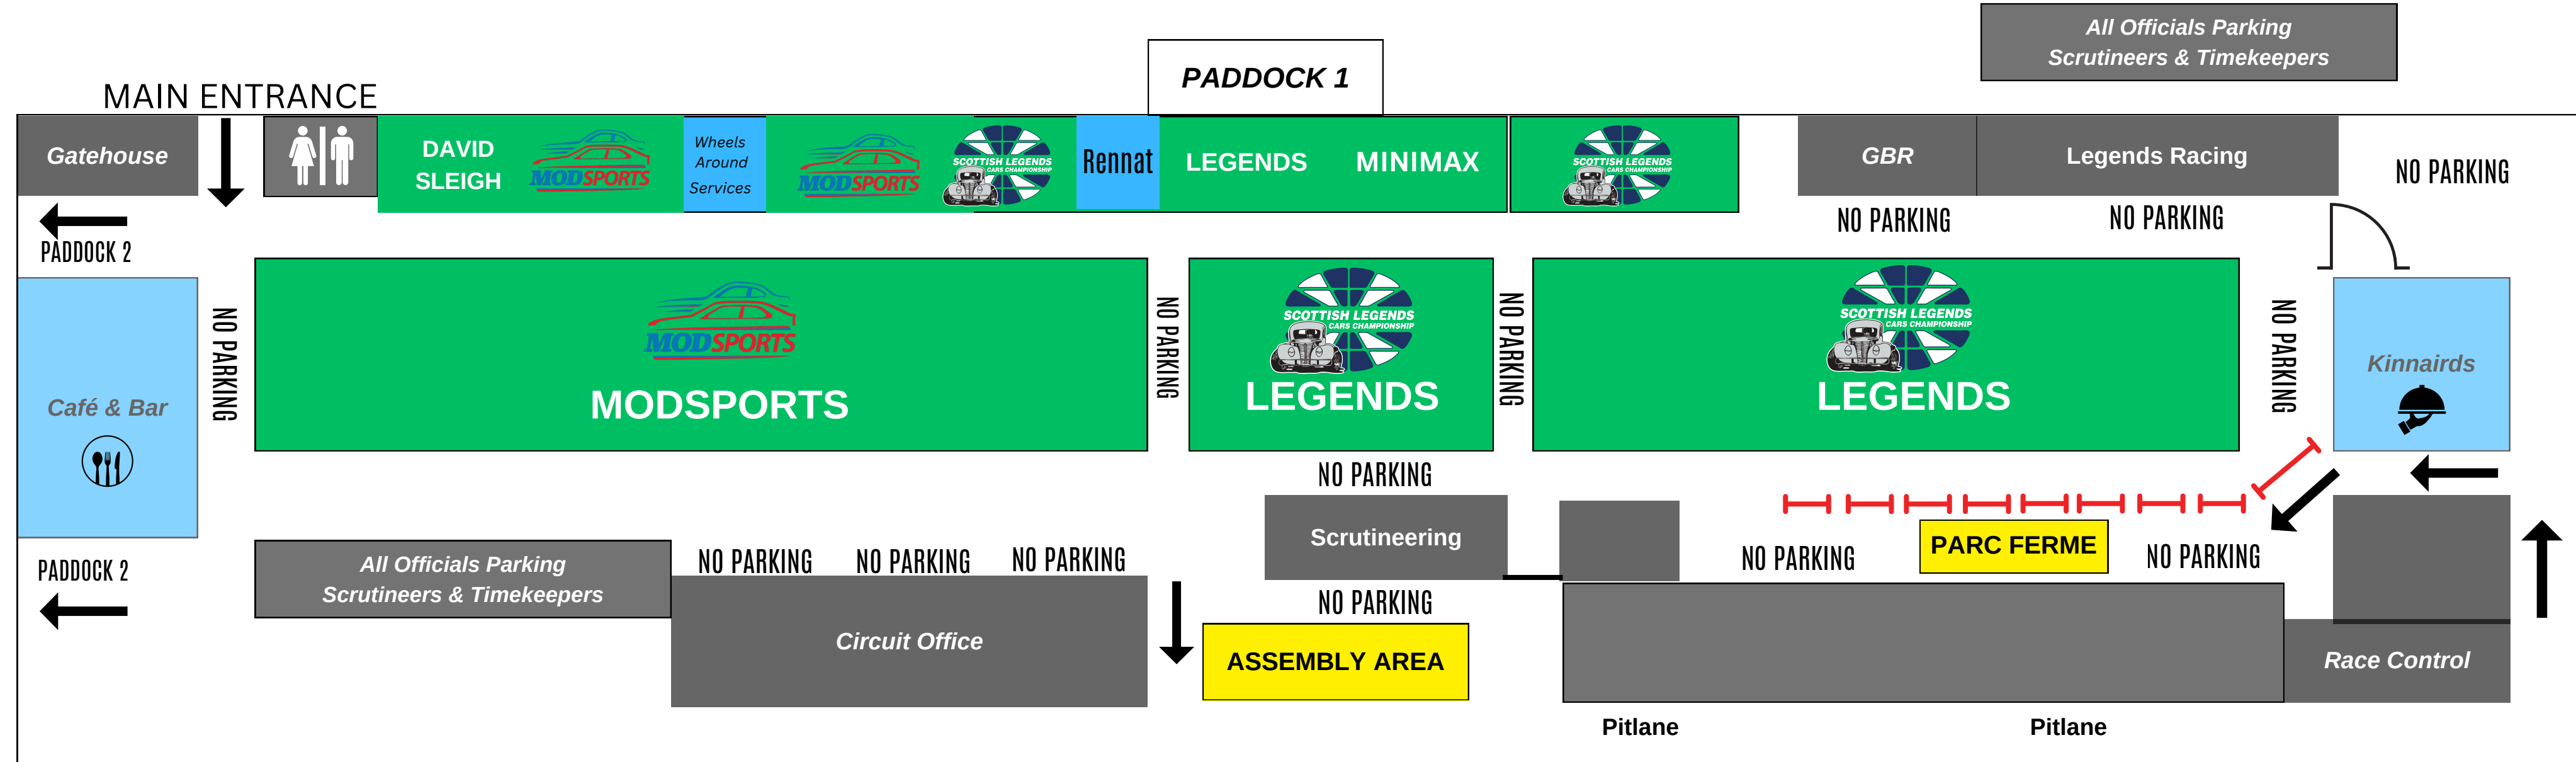 All Officials Parking
Scrutineers & Timekeepers
PADDOCK 1
MAIN ENTRANCE
Gatehouse
DAVID
SLEIGH
MODSPORTS
Wheels
Around
Services
MODSPORTS
SCOTTISH LEGENDS
CARS CHAMPIONSHIP
Rennat
LEGENDS
MINIMAX
SCOTTISH LEGENDS
CARS CHAMPIONSHIP
GBR
Legends Racing
NO PARKING
NO PARKING
NO PARKING
PADDOCK 2
Café & Bar
NO PARKING
MODSPORTS
MODSPORTS
NO PARKING
SCOTTISH LEGENDS
CARS CHAMPIONSHIP
LEGENDS
NO PARKING
SCOTTISH LEGENDS
CARS CHAMPIONSHIP
LEGENDS
NO PARKING
Kinnairds
NO PARKING
Scrutineering
PADDOCK 2
All Officials Parking
Scrutineers & Timekeepers
NO PARKING
NO PARKING
NO PARKING
NO PARKING
PARC FERME
NO PARKING
NO PARKING
Circuit Office
ASSEMBLY AREA
Race Control
Pitlane
Pitlane